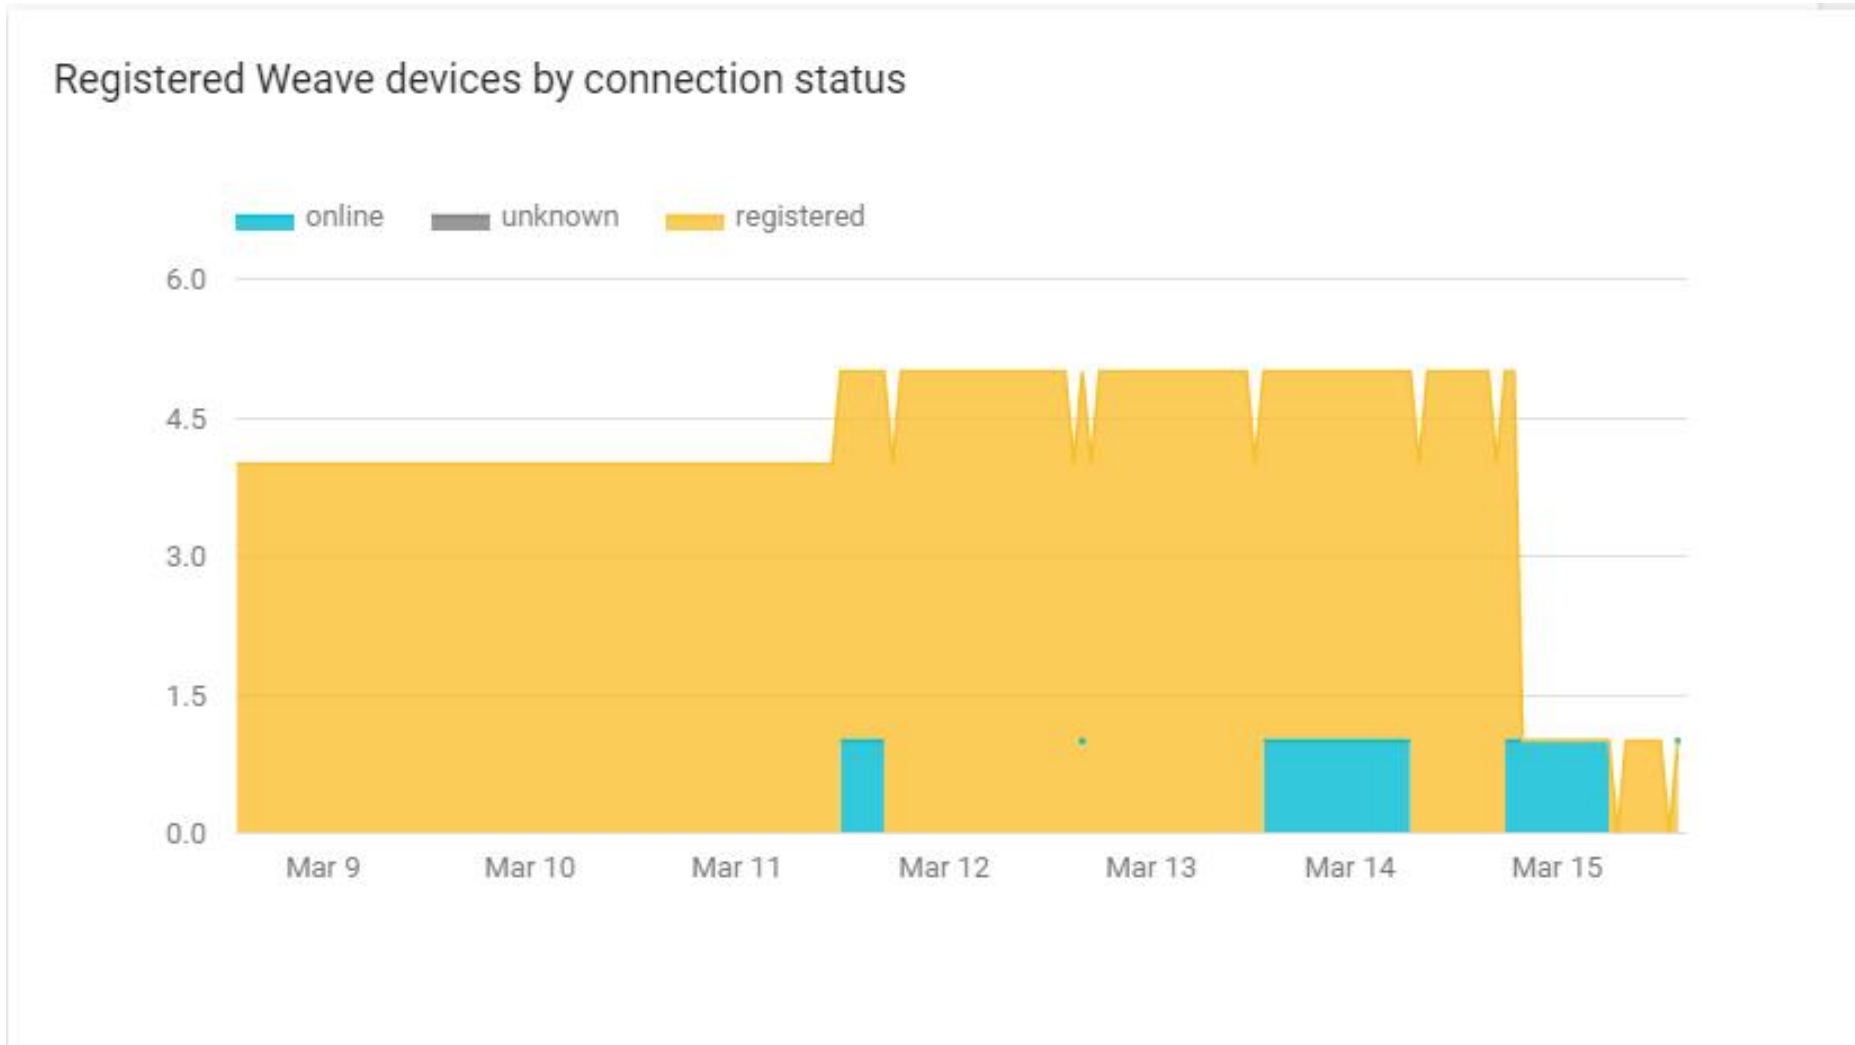 Registered Weave devices by connection status
online unknown registered
6.0
4.5
3.0
1.5
0.0
Mar 9 Mar 10 Mar 11 Mar 12 Mar 13 Mar 14 Mar 15